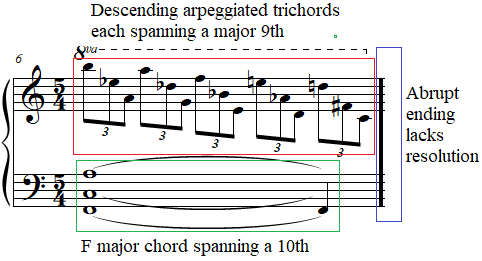 Descending arpeggiated trichords
each spanning a major 9th
8va
6
5
4
3 3 3 3 3
5
4
Abrupt
ending
lacks
resolution
F major chord spanning a 10th